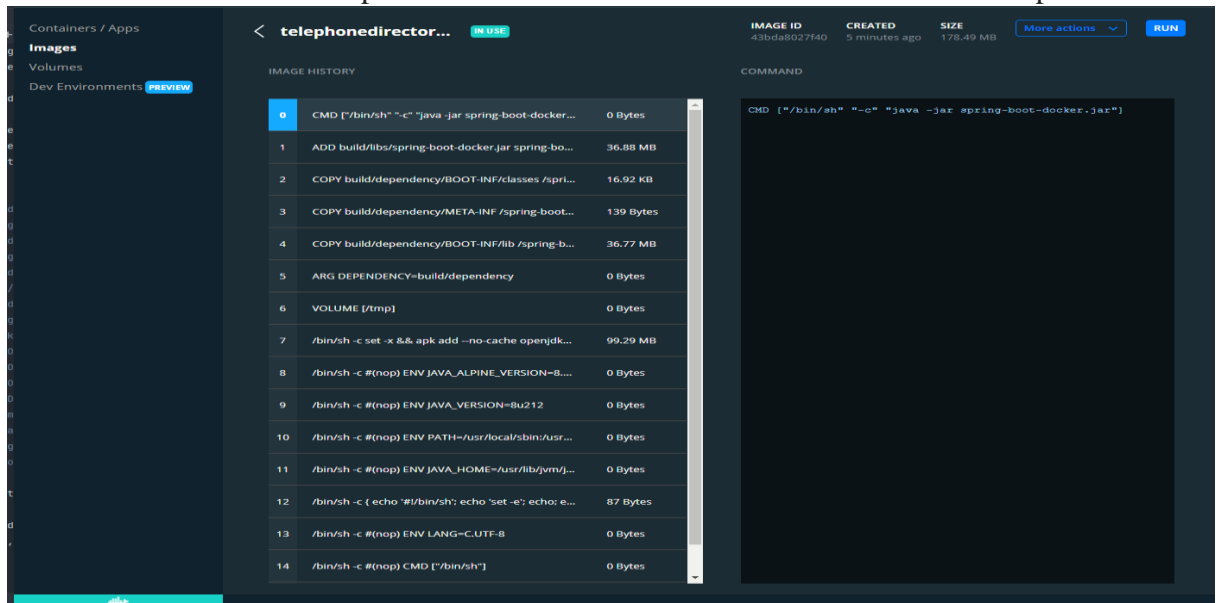 Containers / Apps
Images
Volumes
Dev Environments PREVIEW
telephonedirector... IN USE
IMAGE ID
43bda8027f40
CREATED
5 minutes ago
SIZE
178.49 MB
More actions
RUN
IMAGE HISTORY
COMMAND
0 CMD ["/bin/sh" "-c" "java -jar spring-boot-docker... 0 Bytes
1 ADD build/libs/spring-boot-docker.jar spring-bo... 36.88 MB
2 COPY build/dependency/BOOT-INF/classes /spri... 16.92 KB
3 COPY build/dependency/META-INF /spring-boot... 139 Bytes
4 COPY build/dependency/BOOT-INF/lib /spring-b... 36.77 MB
5 ARG DEPENDENCY=build/dependency 0 Bytes
6 VOLUME [/tmp] 0 Bytes
7 /bin/sh -c set -x && apk add --no-cache openjdk... 99.29 MB
8 /bin/sh -c #(nop) ENV JAVA_ALPINE_VERSION=8.... 0 Bytes
9 /bin/sh -c #(nop) ENV JAVA_VERSION=8u212 0 Bytes
10 /bin/sh -c #(nop) ENV PATH=/usr/local/sbin:/usr... 0 Bytes
11 /bin/sh -c #(nop) ENV JAVA_HOME=/usr/lib/jvm/j... 0 Bytes
12 /bin/sh -c { echo '#!/bin/sh'; echo 'set -e'; echo; e... 87 Bytes
13 /bin/sh -c #(nop) ENV LANG=C.UTF-8 0 Bytes
14 /bin/sh -c #(nop) CMD ["/bin/sh"] 0 Bytes
CMD ["/bin/sh" "-c" "java -jar spring-boot-docker.jar"]